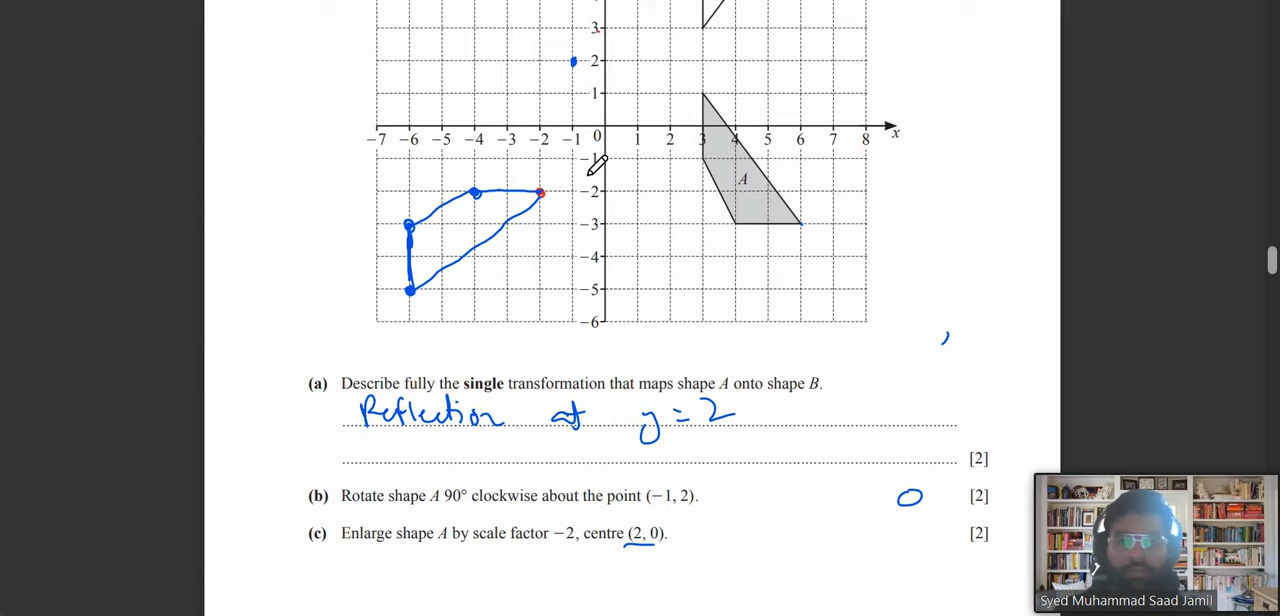 3
2
1
−7 −6 −5 −4 −3 −2 −1 0 1 2 3 4 5 6 7 8 x
−1
−2
A
−3
−4
−5
−6
(a) Describe fully the single transformation that maps shape A onto shape B.
Reflection at y = 2
[2]
(b) Rotate shape A 90° clockwise about the point (−1, 2). [2]
(c) Enlarge shape A by scale factor −2, centre (2, 0). [2]
Syed Muhammad Saad Jamil